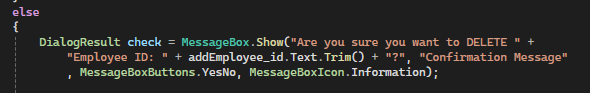 else
{
DialogResult check = MessageBox.Show("Are you sure you want to DELETE " +
"Employee ID: " + addEmployee_id.Text.Trim() + "?", "Confirmation Message"
, MessageBoxButtons.YesNo, MessageBoxIcon.Information);